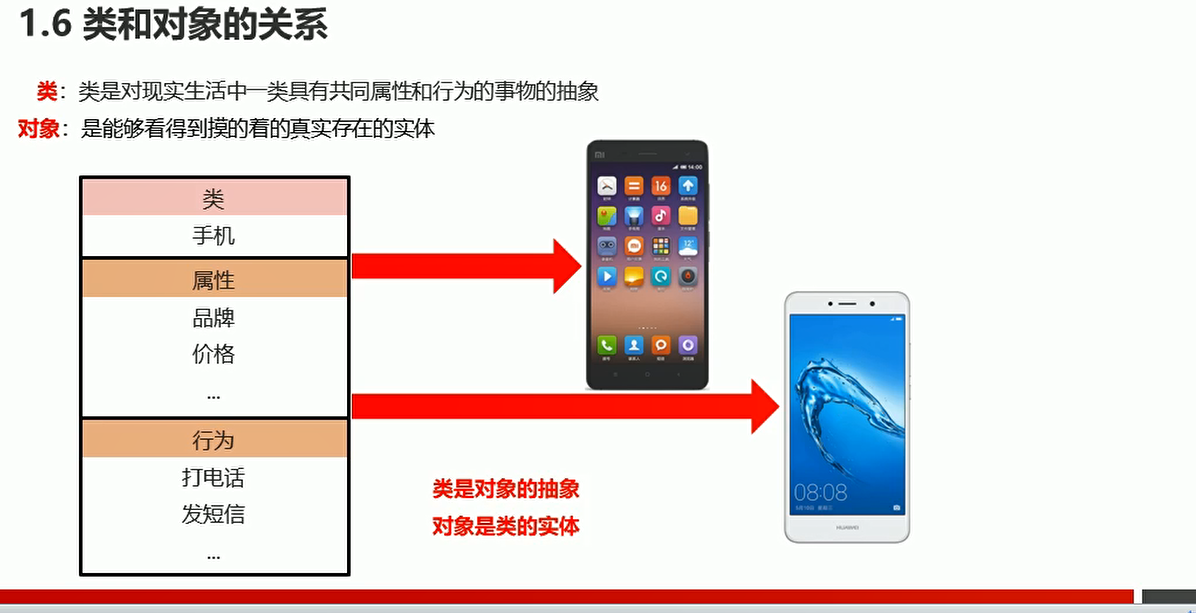 1.6 类和对象的关系
类：类是对现实生活中一类具有共同属性和行为的事物的抽象
对象：是能够看得到摸的着的真实存在的实体
类
手机
属性
品牌
价格
...
行为
打电话
发短信
...
类是对象的抽象
对象是类的实体
14:00
16
12°
08:08
HUAWEI